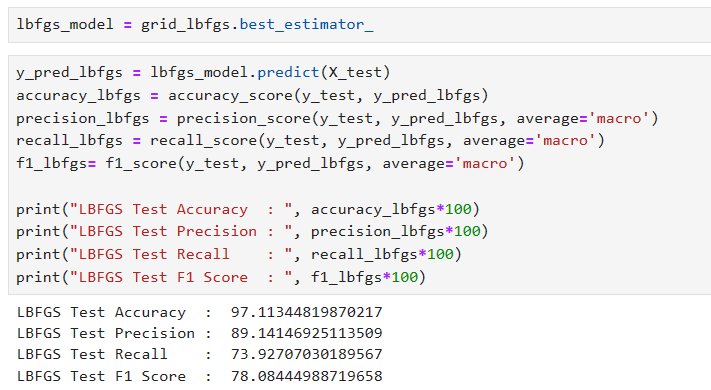 lbfgs_model = grid_lbfgs.best_estimator_
y_pred_lbfgs = lbfgs_model.predict(X_test)
accuracy_lbfgs = accuracy_score(y_test, y_pred_lbfgs)
precision_lbfgs = precision_score(y_test, y_pred_lbfgs, average='macro')
recall_lbfgs = recall_score(y_test, y_pred_lbfgs, average='macro')
f1_lbfgs= f1_score(y_test, y_pred_lbfgs, average='macro')
print("LBFGS Test Accuracy  : ", accuracy_lbfgs*100)
print("LBFGS Test Precision : ", precision_lbfgs*100)
print("LBFGS Test Recall    : ", recall_lbfgs*100)
print("LBFGS Test F1 Score  : ", f1_lbfgs*100)
LBFGS Test Accuracy  :  97.11344819870217
LBFGS Test Precision :  89.14146925113509
LBFGS Test Recall    :  73.92707030189567
LBFGS Test F1 Score  :  78.08444988719658